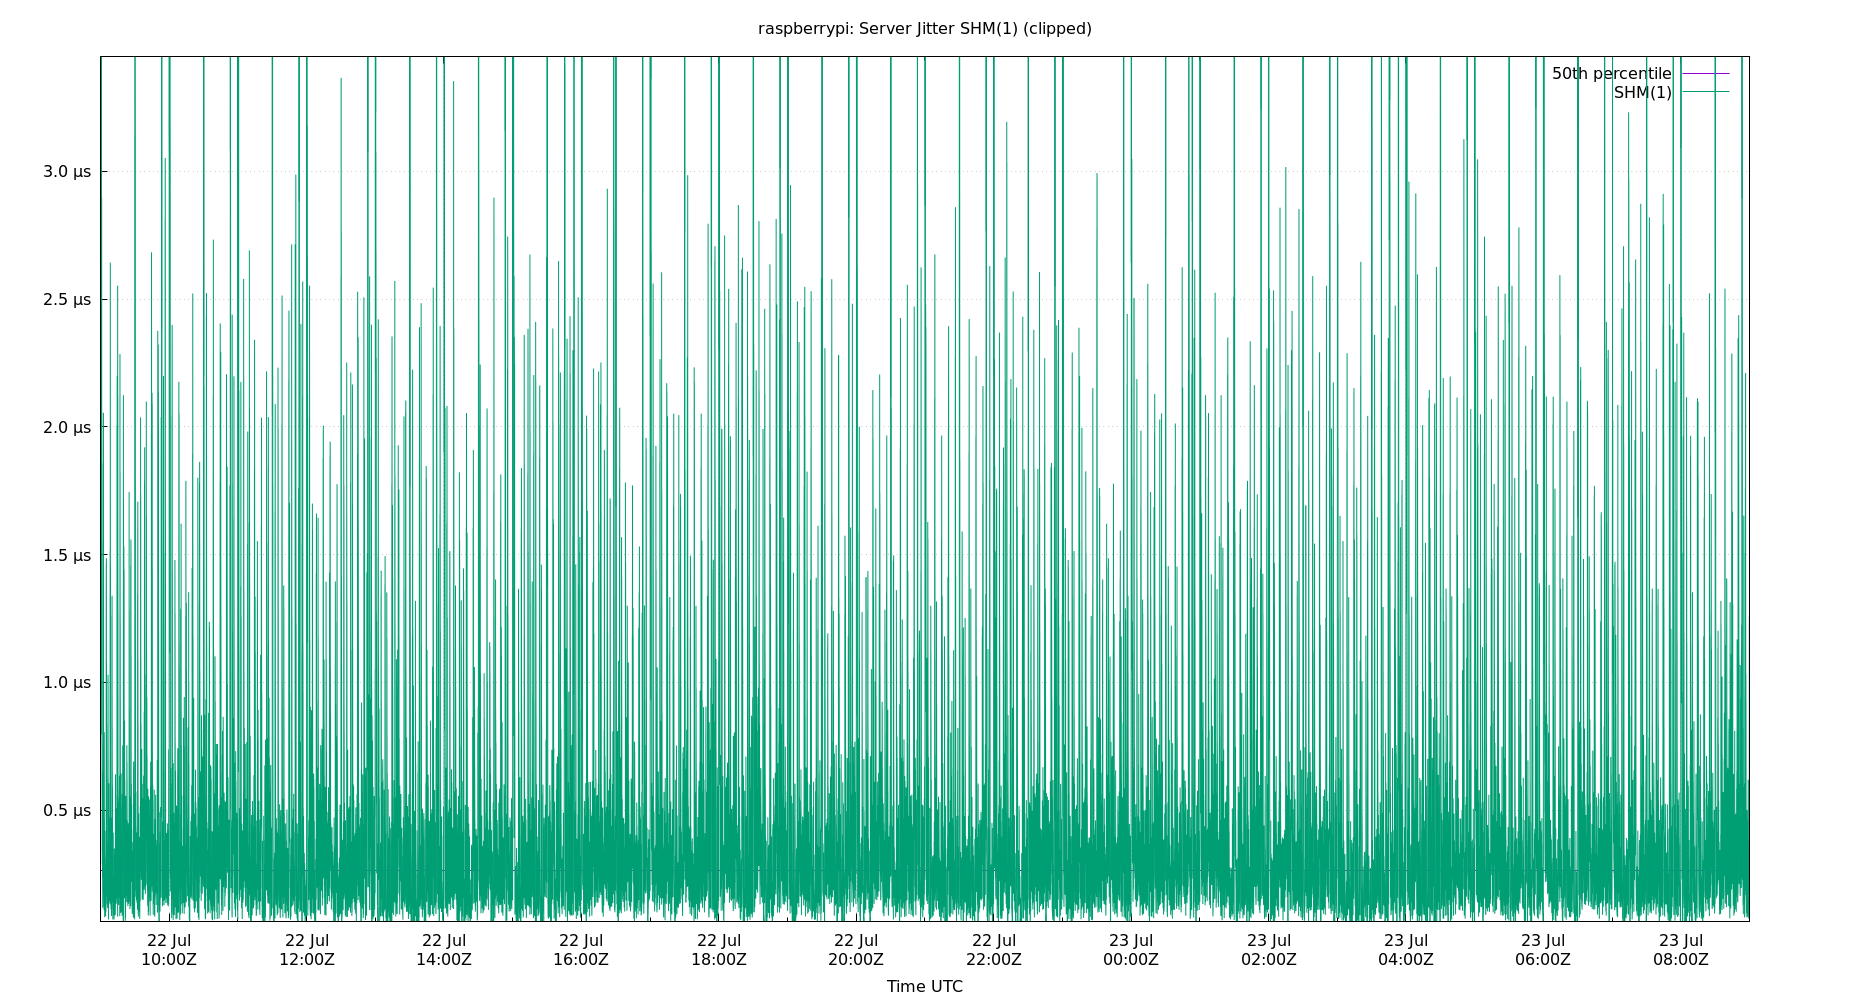 raspberrypi: Server Jitter SHM(1) (clipped)
50th percentile
SHM(1)
3.0 µs
2.5 µs
2.0 µs
1.5 µs
1.0 µs
0.5 µs
22 Jul 22 Jul 22 Jul 22 Jul 22 Jul 22 Jul 22 Jul 23 Jul 23 Jul 23 Jul 23 Jul 23 Jul
10:00Z 12:00Z 14:00Z 16:00Z 18:00Z 20:00Z 22:00Z 00:00Z 02:00Z 04:00Z 06:00Z 08:00Z
Time UTC